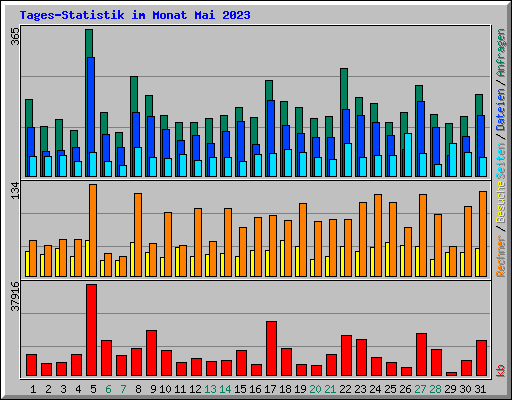 Tages-Statistik im Monat Mai 2023
365
134
37916
Rechner / Besuche Seiten / Dateien / Anfragen
kb
1 2 3 4 5 6 7 8 9 10 11 12 13 14 15 16 17 18 19 20 21 22 23 24 25 26 27 28 29 30 31